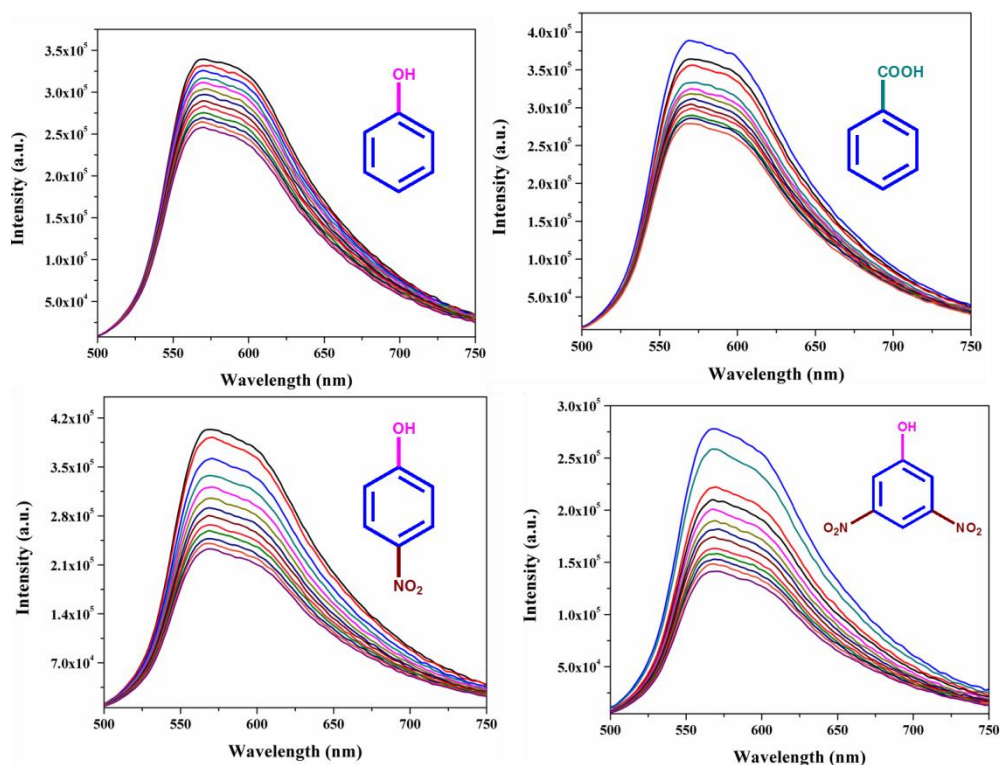 3.5x10⁵
3.0x10⁵
2.5x10⁵
2.0x10⁵
1.5x10⁵
1.0x10⁵
5.0x10⁴
Intensity (a.u.)
OH
500 550 600 650 700 750
Wavelength (nm)
4.0x10⁵
3.5x10⁵
3.0x10⁵
2.5x10⁵
2.0x10⁵
1.5x10⁵
1.0x10⁵
5.0x10⁴
Intensity (a.u.)
COOH
500 550 600 650 700 750
Wavelength (nm)
4.2x10⁵
3.5x10⁵
2.8x10⁵
2.1x10⁵
1.4x10⁵
7.0x10⁴
Intensity (a.u.)
OH
NO₂
500 550 600 650 700 750
Wavelength (nm)
3.0x10⁵
2.5x10⁵
2.0x10⁵
1.5x10⁵
1.0x10⁵
5.0x10⁴
Intensity (a.u.)
OH
O₂N NO₂
500 550 600 650 700 750
Wavelength (nm)